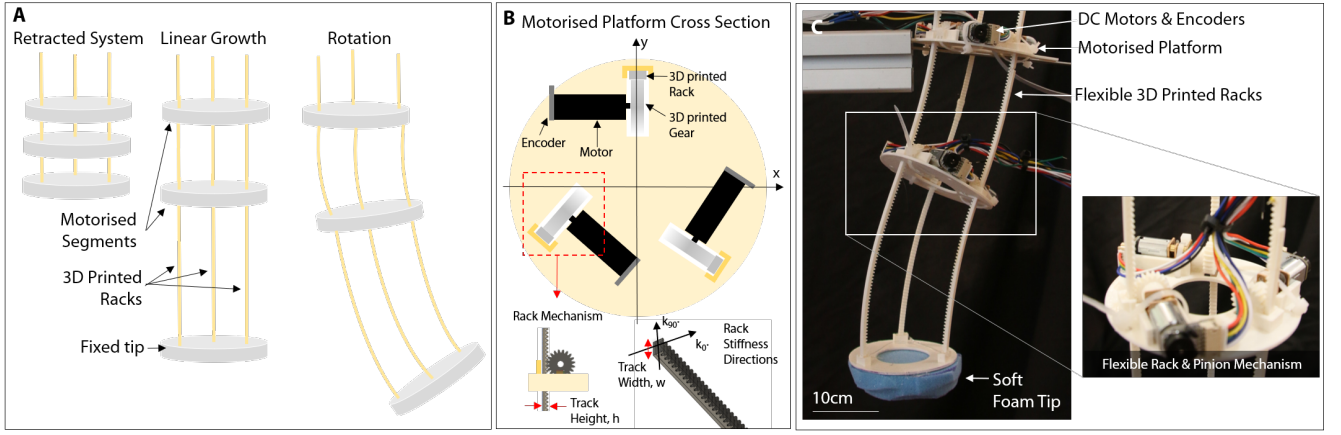 A
Retracted System
Linear Growth
Rotation
Motorised
Segments
3D Printed
Racks
Fixed tip
B
Motorised Platform Cross Section
y
3D printed
Rack
3D printed
Gear
Encoder
Motor
x
Rack Mechanism
Track
Height, h
k90°
k0°
Track
Width, w
Rack
Stiffness
Directions
C
DC Motors & Encoders
Motorised Platform
Flexible 3D Printed Racks
Soft
Foam Tip
10cm
Flexible Rack & Pinion Mechanism